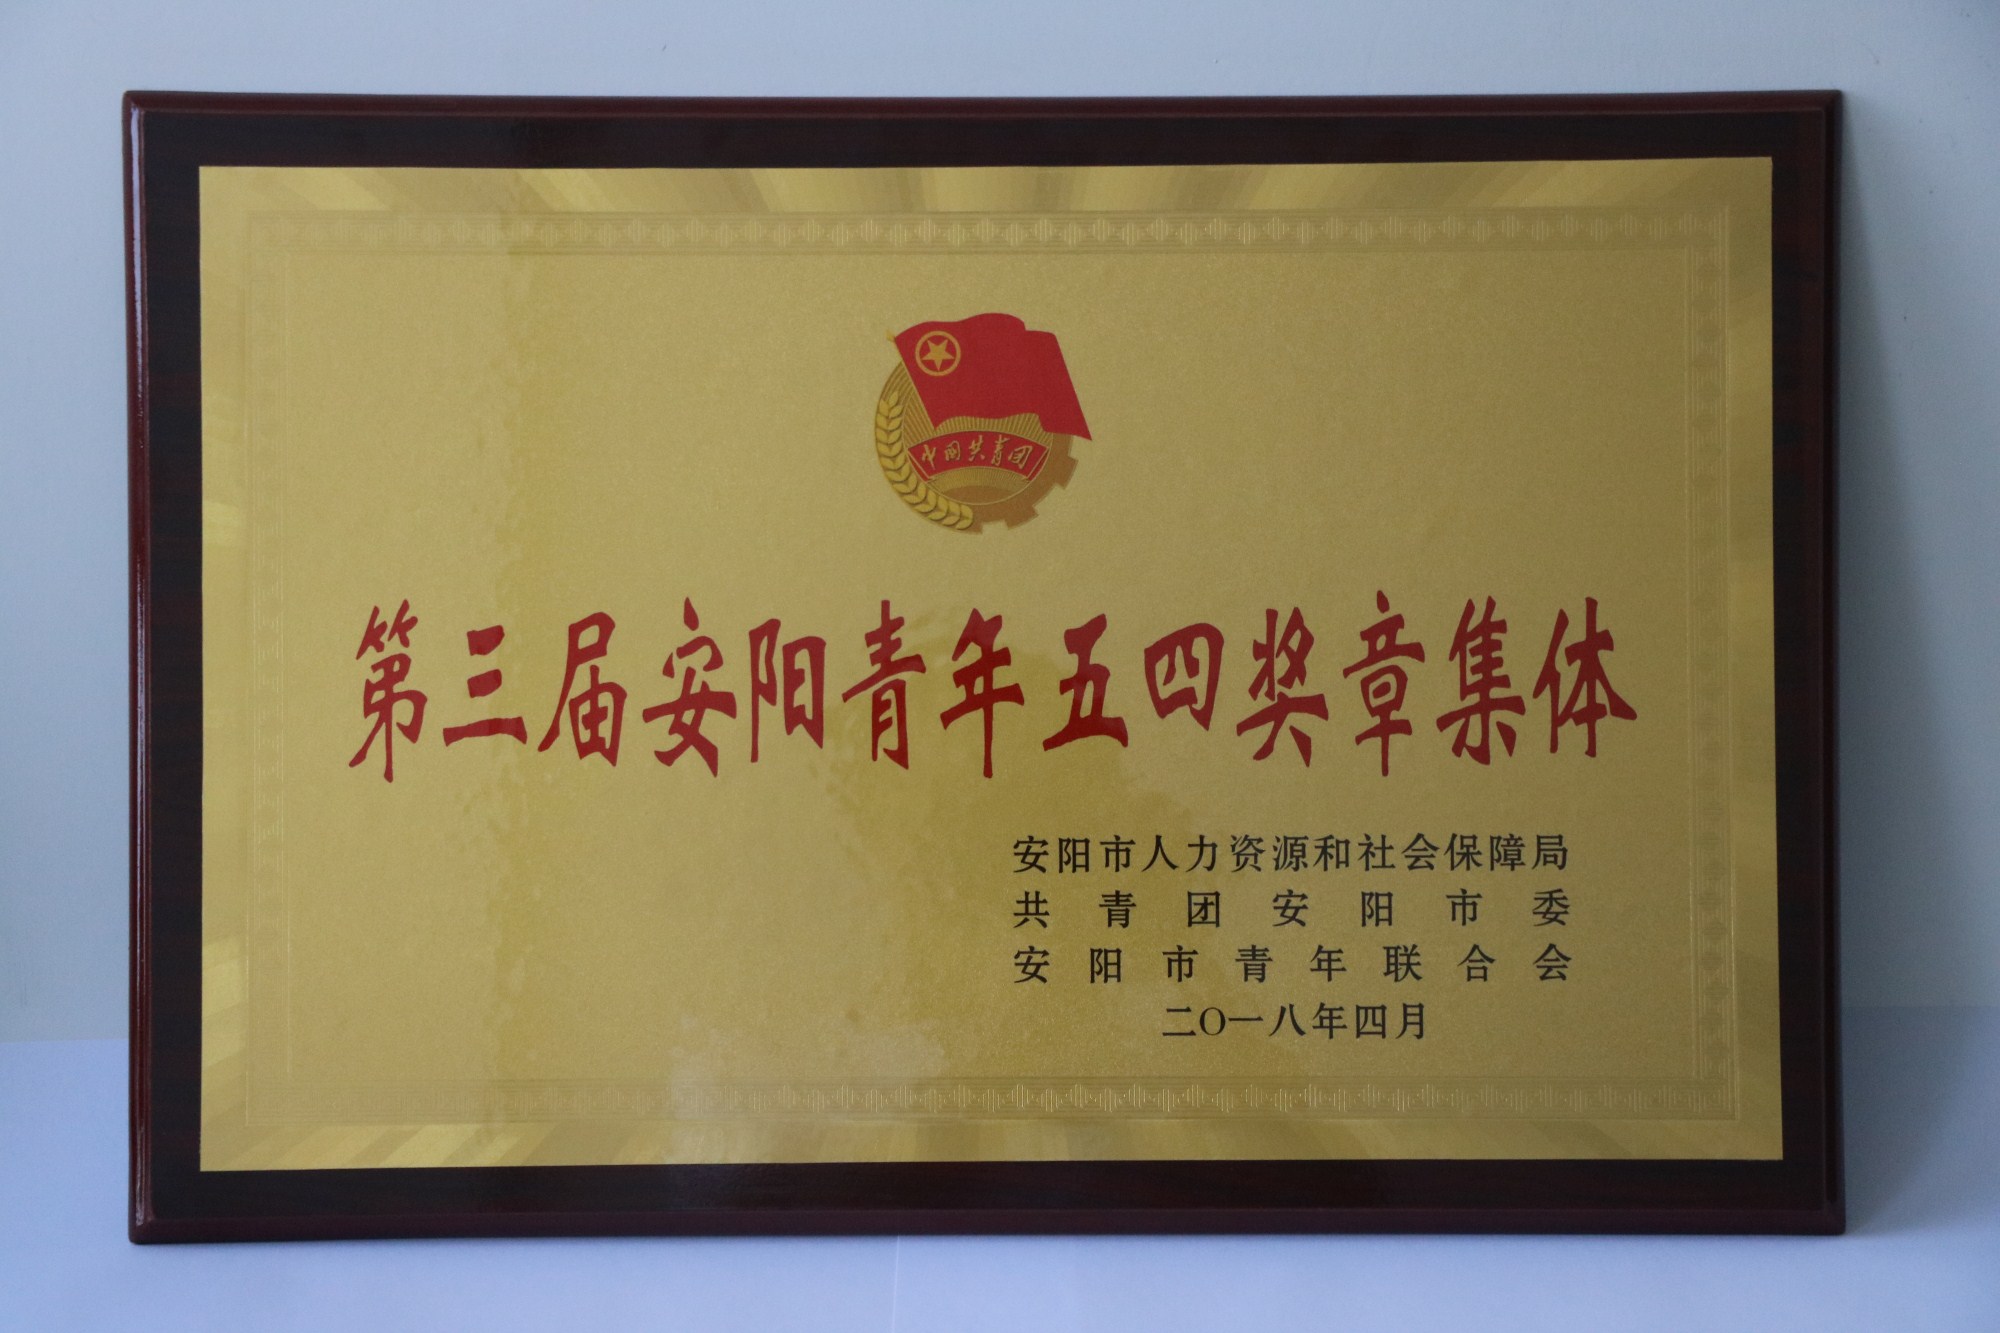 中国共青团
第三届安阳青年五四奖章集体
安阳市人力资源和社会保障局
共青团安阳市委
安阳市青年联合会
二〇一八年四月